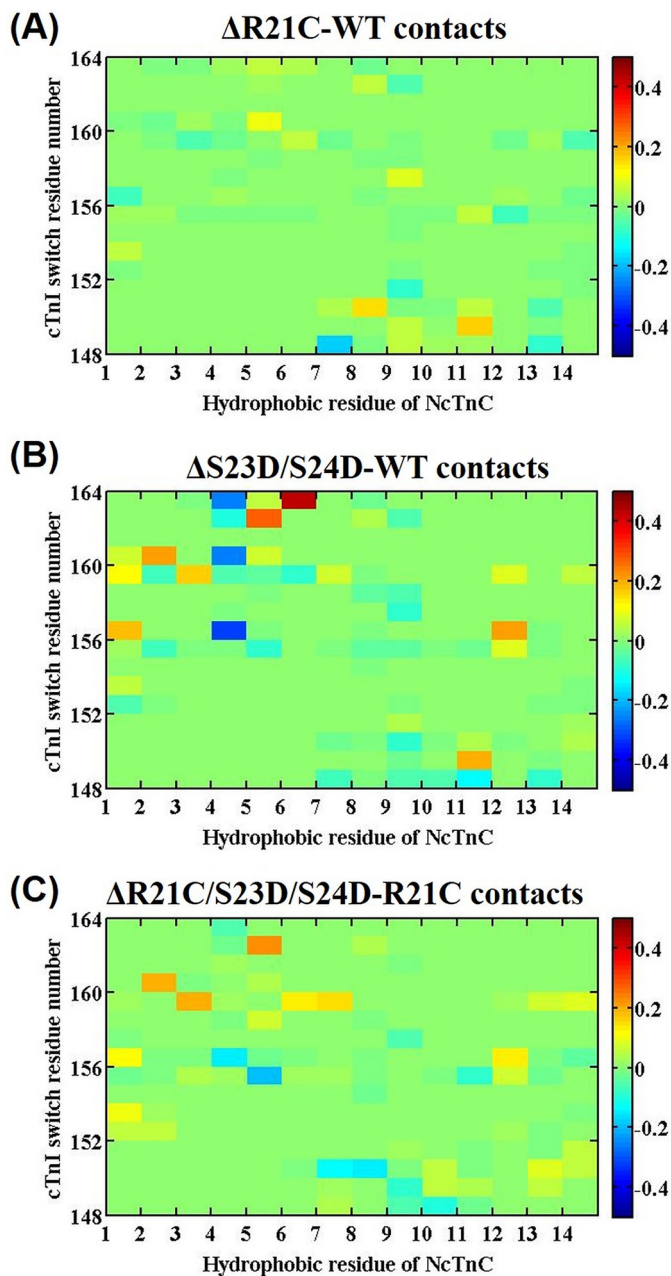 (A)
ΔR21C-WT contacts
164
160
156
152
148
cTnI switch residue number
1 2 3 4 5 6 7 8 9 10 11 12 13 14
Hydrophobic residue of NcTnC
0.4
0.2
0
-0.2
-0.4
(B)
ΔS23D/S24D-WT contacts
164
160
156
152
148
cTnI switch residue number
1 2 3 4 5 6 7 8 9 10 11 12 13 14
Hydrophobic residue of NcTnC
0.4
0.2
0
-0.2
-0.4
(C)
ΔR21C/S23D/S24D-R21C contacts
164
160
156
152
148
cTnI switch residue number
1 2 3 4 5 6 7 8 9 10 11 12 13 14
Hydrophobic residue of NcTnC
0.4
0.2
0
-0.2
-0.4